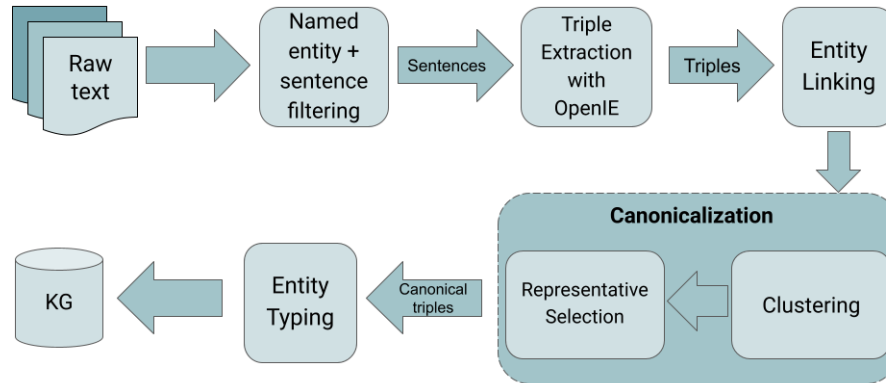 Raw
text
Named
entity +
sentence
filtering
Sentences
Triple
Extraction
with
OpenIE
Triples
Entity
Linking
Canonicalization
Clustering
Representative
Selection
Canonical
triples
Entity
Typing
KG